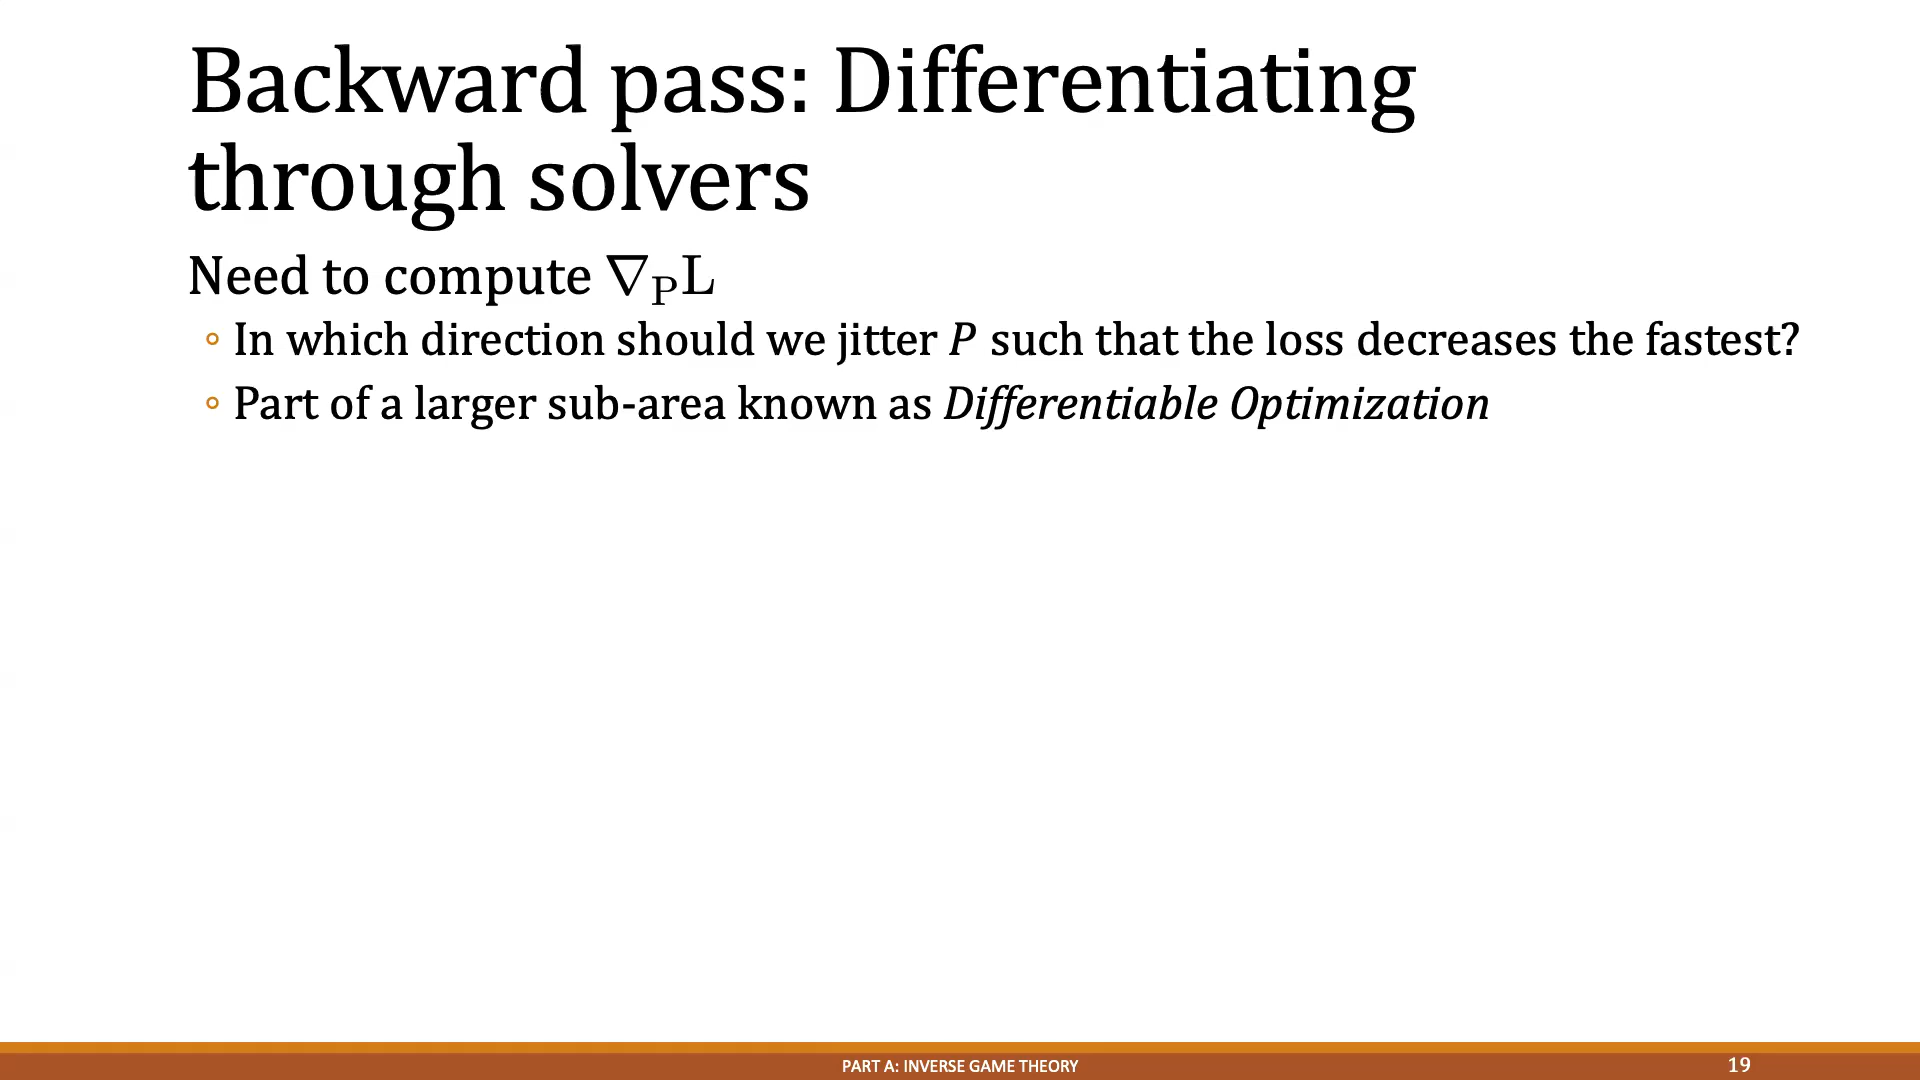 Backward pass: Differentiating
through solvers
Need to compute ∇_P L
◦ In which direction should we jitter P such that the loss decreases the fastest?
◦ Part of a larger sub-area known as Differentiable Optimization
PART A: INVERSE GAME THEORY
19